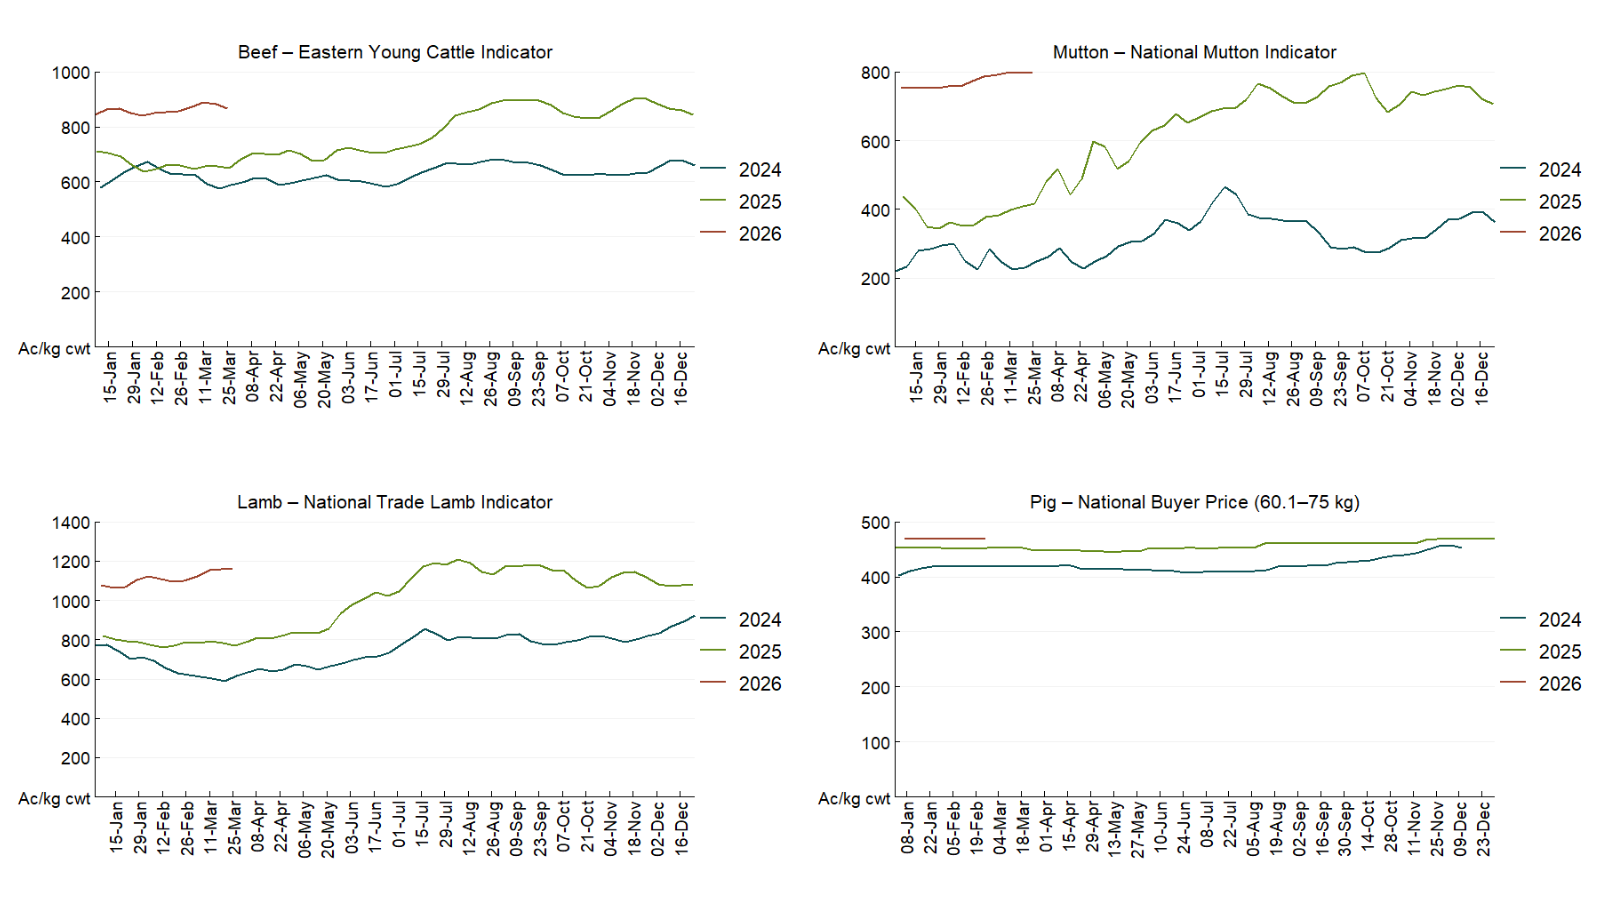 Beef – Eastern Young Cattle Indicator
1000
800
600
400
200
Ac/kg cwt
15-Jan
29-Jan
12-Feb
26-Feb
11-Mar
25-Mar
08-Apr
22-Apr
06-May
20-May
03-Jun
17-Jun
01-Jul
15-Jul
29-Jul
12-Aug
26-Aug
09-Sep
23-Sep
07-Oct
21-Oct
04-Nov
18-Nov
02-Dec
16-Dec
2024
2025
2026
Mutton – National Mutton Indicator
800
600
400
200
Ac/kg cwt
15-Jan
29-Jan
12-Feb
26-Feb
11-Mar
25-Mar
08-Apr
22-Apr
06-May
20-May
03-Jun
17-Jun
01-Jul
15-Jul
29-Jul
12-Aug
26-Aug
09-Sep
23-Sep
07-Oct
21-Oct
04-Nov
18-Nov
02-Dec
16-Dec
2024
2025
2026
Lamb – National Trade Lamb Indicator
1400
1200
1000
800
600
400
200
Ac/kg cwt
15-Jan
29-Jan
12-Feb
26-Feb
11-Mar
25-Mar
08-Apr
22-Apr
06-May
20-May
03-Jun
17-Jun
01-Jul
15-Jul
29-Jul
12-Aug
26-Aug
09-Sep
23-Sep
07-Oct
21-Oct
04-Nov
18-Nov
02-Dec
16-Dec
2024
2025
2026
Pig – National Buyer Price (60.1–75 kg)
500
400
300
200
100
Ac/kg cwt
08-Jan
22-Jan
05-Feb
19-Feb
04-Mar
18-Mar
01-Apr
15-Apr
29-Apr
13-May
27-May
10-Jun
24-Jun
08-Jul
22-Jul
05-Aug
19-Aug
02-Sep
16-Sep
30-Sep
14-Oct
28-Oct
11-Nov
25-Nov
09-Dec
23-Dec
2024
2025
2026